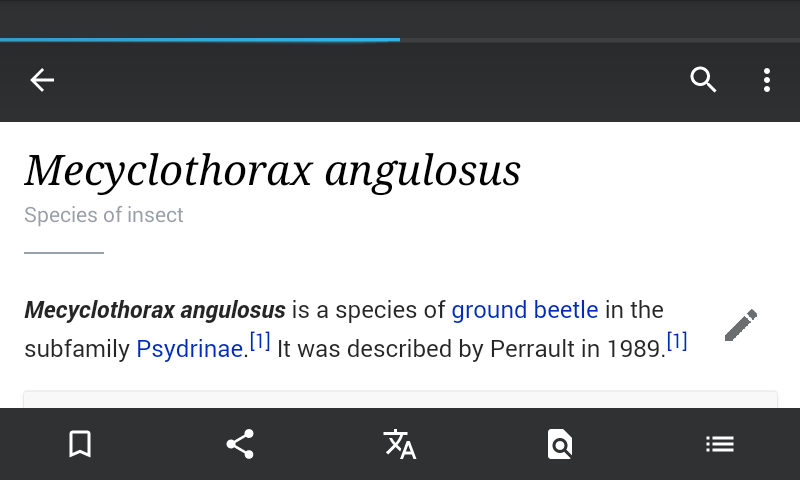 Mecyclothorax angulosus
Species of insect
Mecyclothorax angulosus is a species of ground beetle in the
subfamily Psydrinae.[1] It was described by Perrault in 1989.[1]